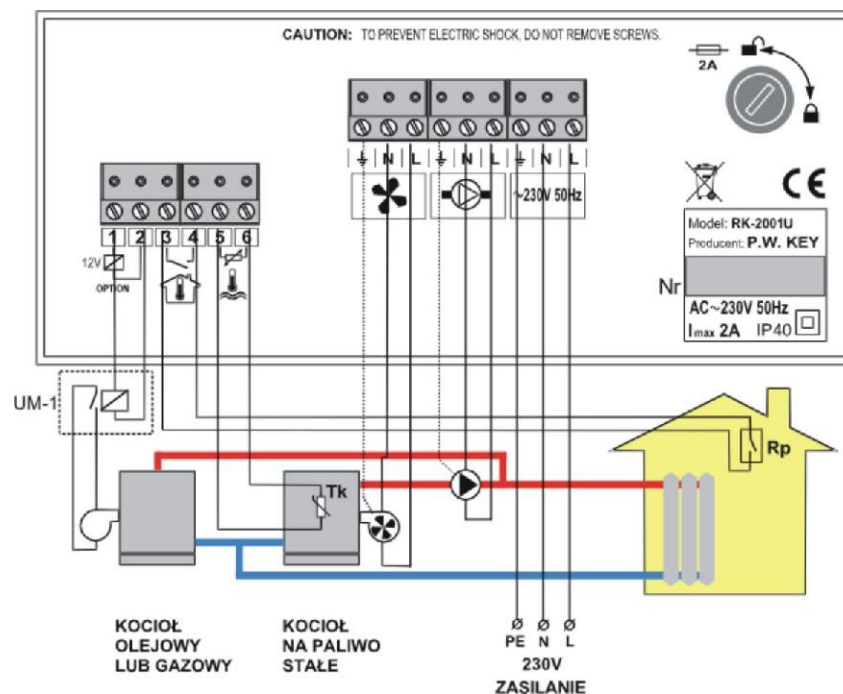 CAUTION: TO PREVENT ELECTRIC SHOCK, DO NOT REMOVE SCREWS.
2A
N L N L N L
~230V 50Hz
1 2 3 4 5 6
12V
OPTION
CE
Model: RK-2001U
Producent: P.W. KEY
Nr
AC~230V 50Hz
Imax 2A IP40
UM-1
Rp
Tk
KOCIOŁ
OLEJOWY
LUB GAZOWY
KOCIOŁ
NA PALIWO
STAŁE
PE N L
230V
ZASILANIE